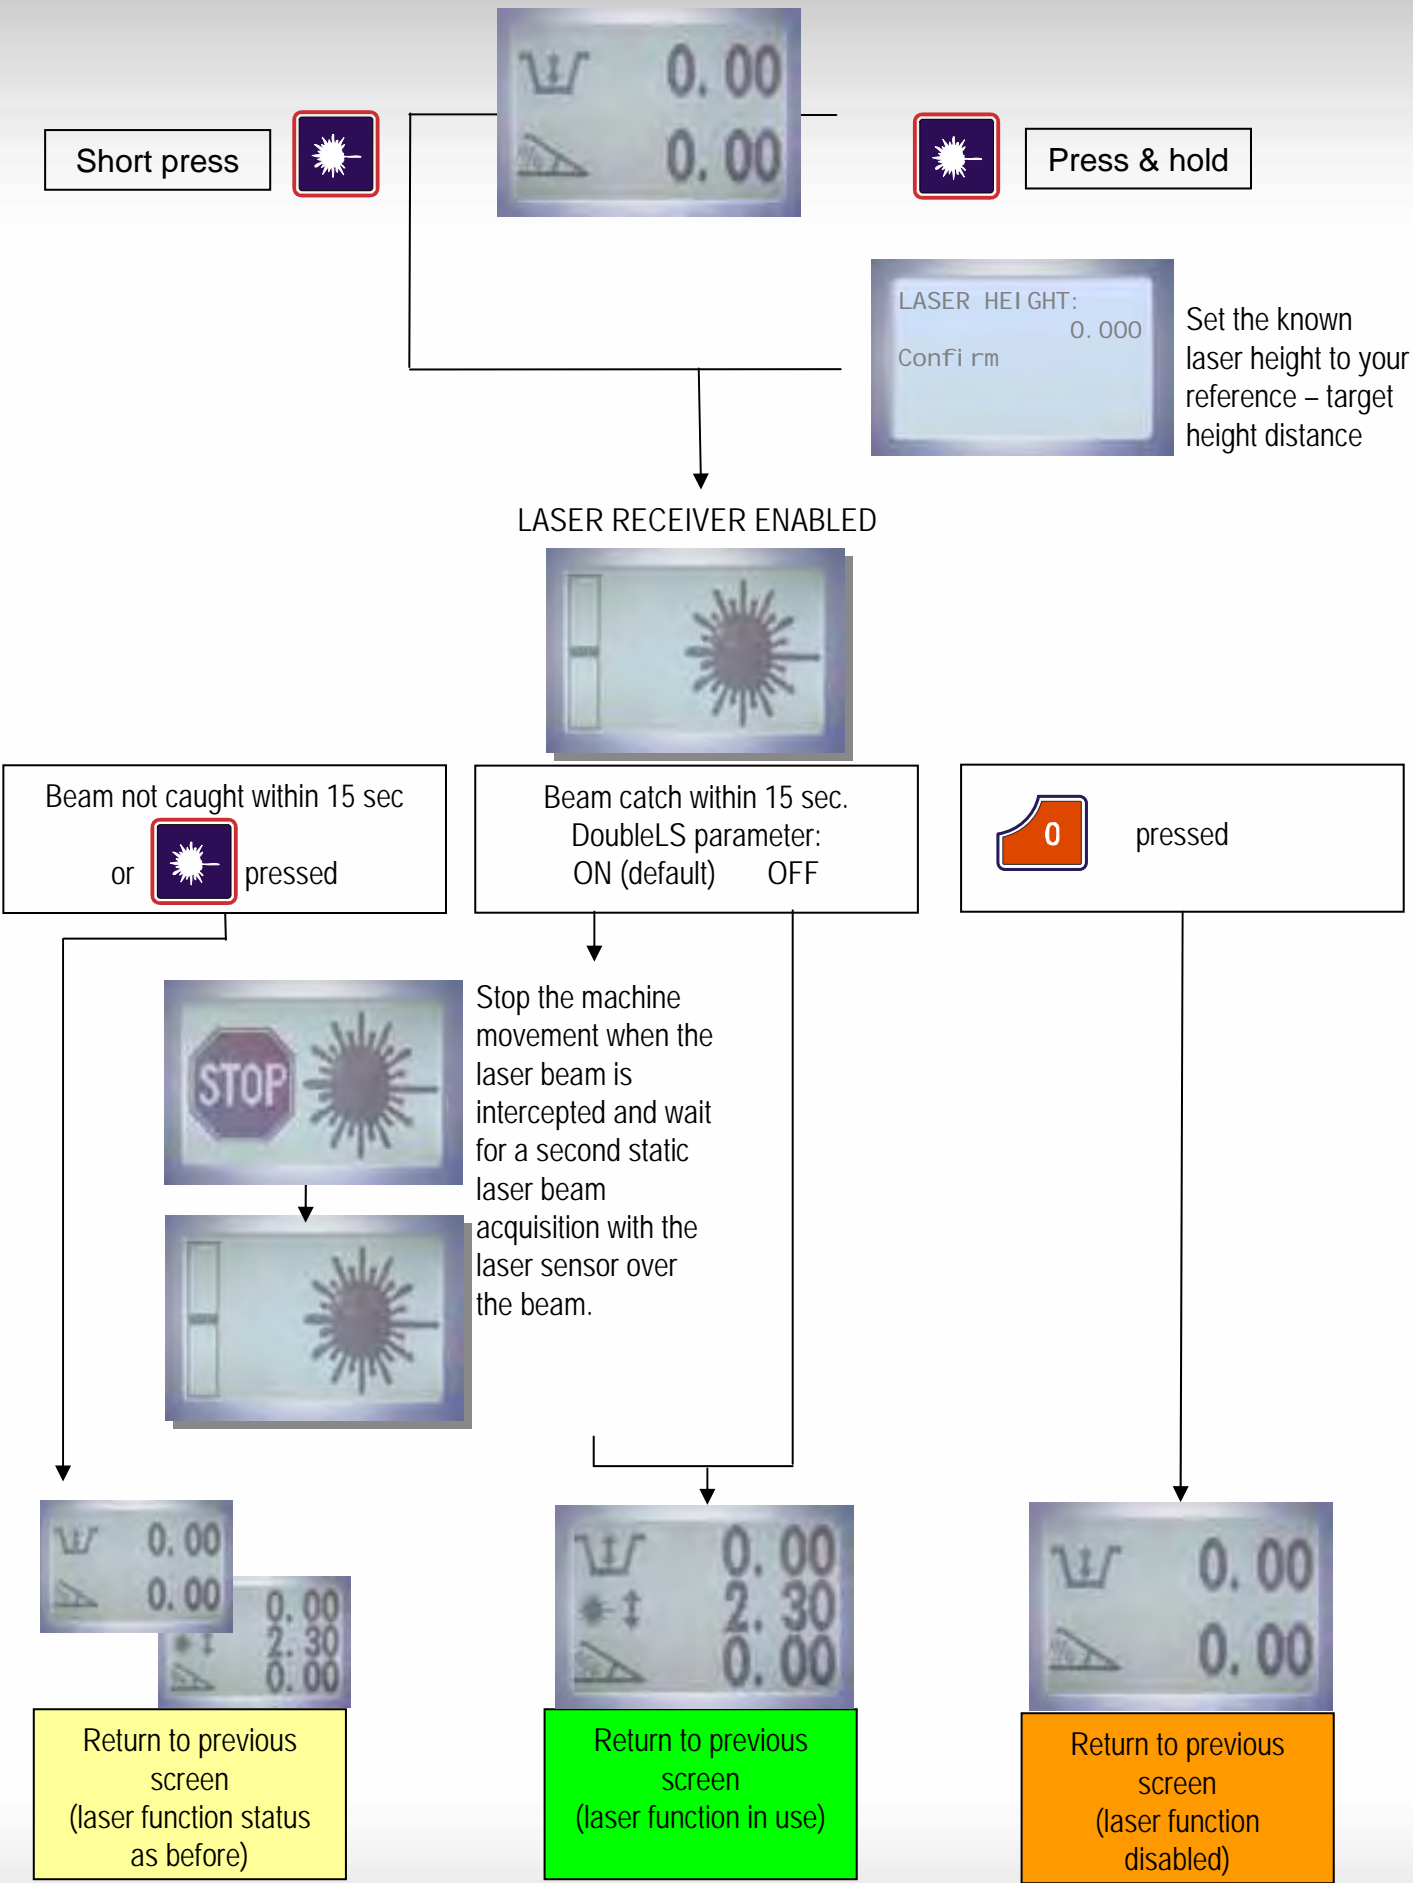 0.00
0.00
Short press
Press & hold
LASER HEIGHT:
0.000
Confirm
Set the known
laser height to your
reference – target
height distance
LASER RECEIVER ENABLED
Beam not caught within 15 sec
or
pressed
Beam catch within 15 sec.
DoubleLS parameter:
ON (default) OFF
0 pressed
STOP
Stop the machine
movement when the
laser beam is
intercepted and wait
for a second static
laser beam
acquisition with the
laser sensor over
the beam.
0.00
% 0.00
0.00
2.30
% 0.00
0.00
2.30
% 0.00
0.00
% 0.00
Return to previous
screen
(laser function status
as before)
Return to previous
screen
(laser function in use)
Return to previous
screen
(laser function
disabled)